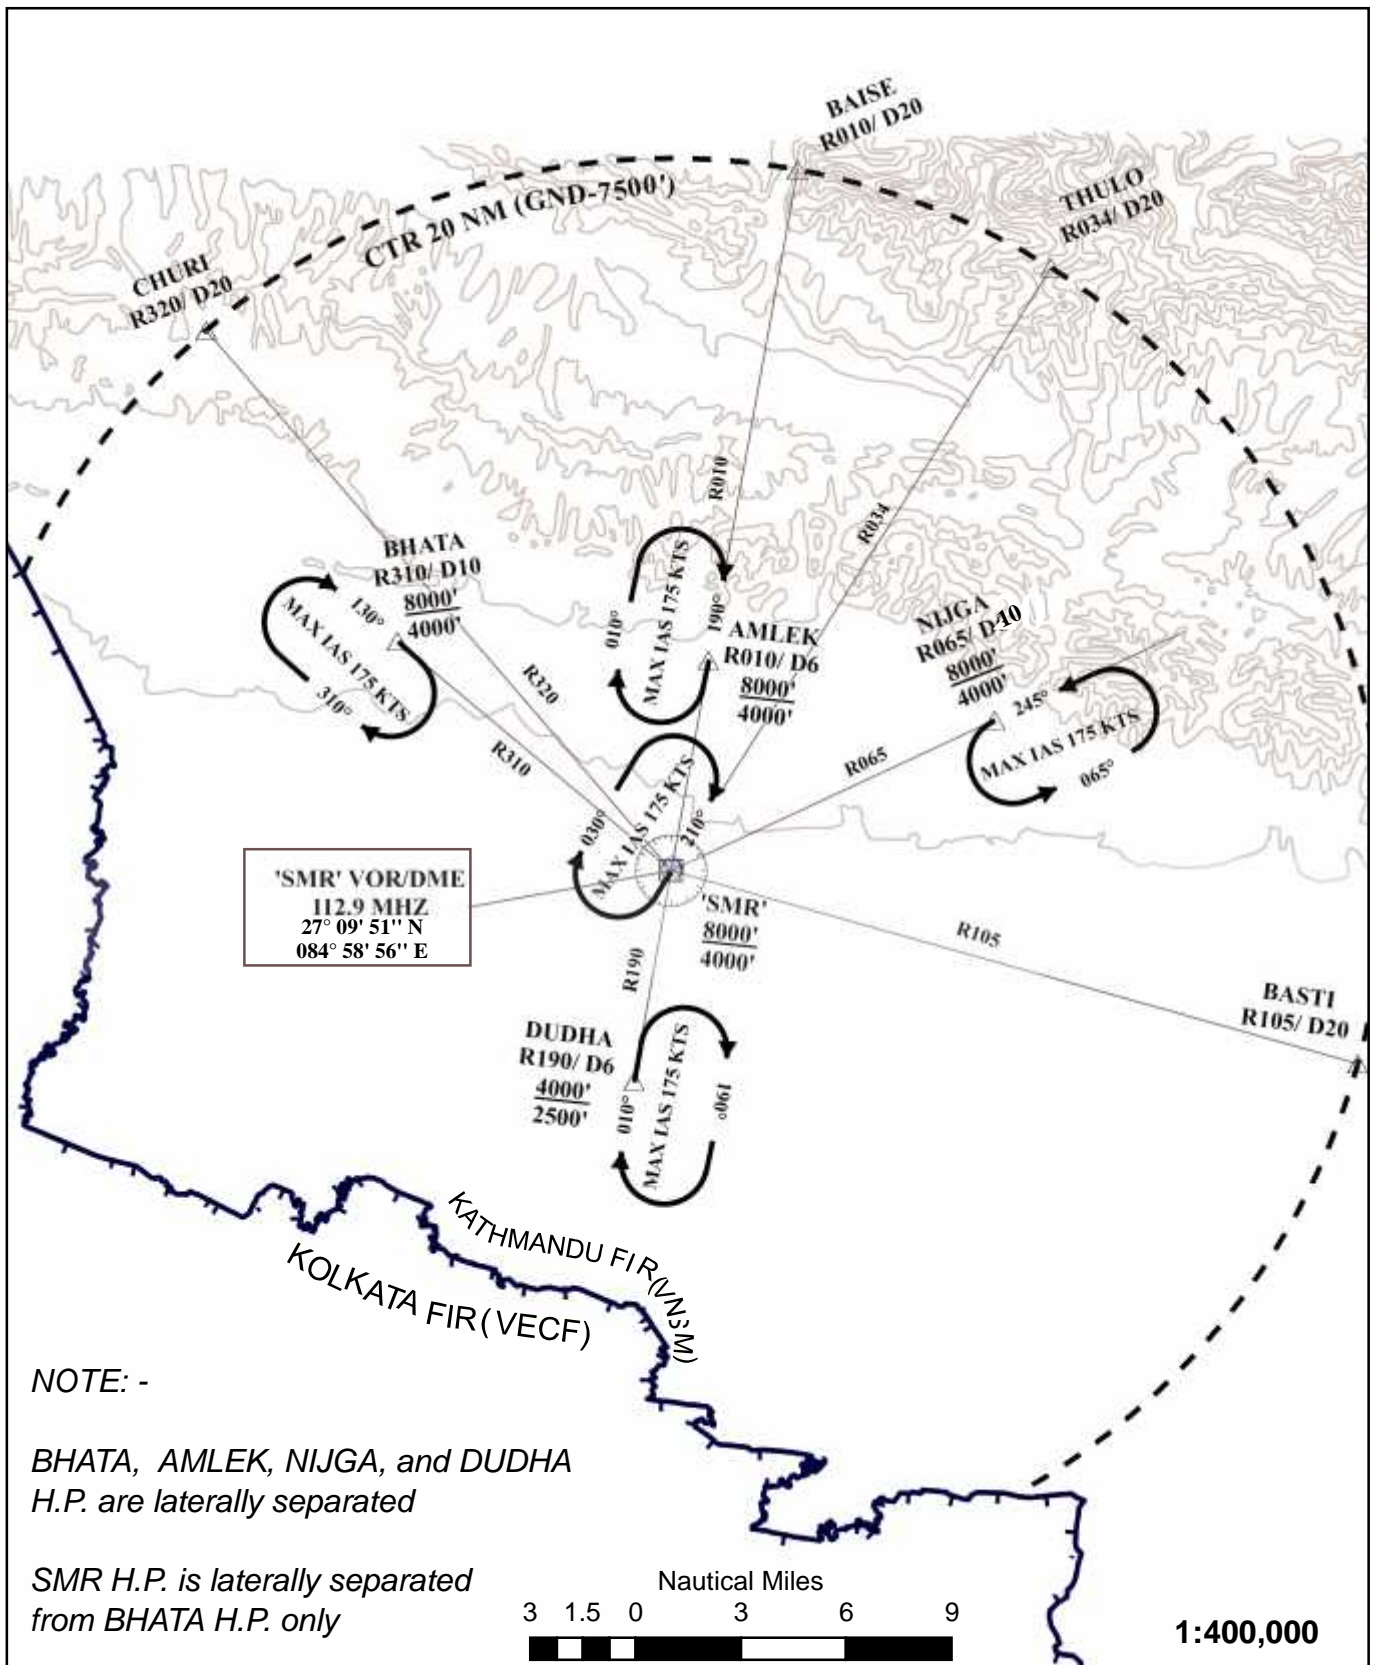 BAISE
R010/ D20
THULO
R034/ D20
CTR 20 NM (GND-7500')
CHURI
R320/ D20
R010
R034
BHATA
R310/ D10
8000'
4000'
130°
MAX IAS 175 KTS
310°
R320
R310
010°
MAX IAS 175 KTS
190°
AMLEK
R010/ D6
8000'
4000'
NIJGA
R065/ D10
8000'
4000'
245°
MAX IAS 175 KTS
065°
R065
030°
MAX IAS 175 KTS
210°
'SMR' VOR/DME
112.9 MHZ
27° 09' 51'' N
084° 58' 56'' E
'SMR'
8000'
4000'
R105
BASTI
R105/ D20
R190
DUDHA
R190/ D6
4000'
2500'
010°
MAX IAS 175 KTS
190°
KATHMANDU FIR(VNSM)
KOLKATA FIR(VECF)
NOTE: -
BHATA, AMLEK, NIJGA, and DUDHA
H.P. are laterally separated
SMR H.P. is laterally separated
from BHATA H.P. only
Nautical Miles
3 1.5 0 3 6 9
1:400,000